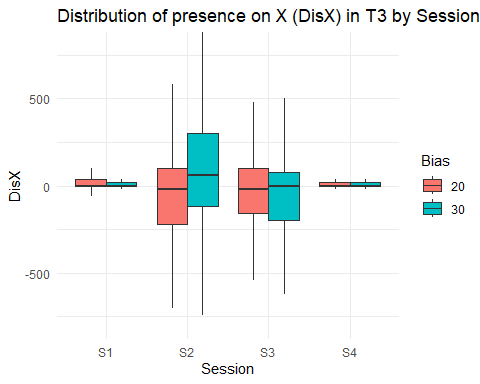 Distribution of presence on X (DisX) in T3 by Session
DisX
500
0
-500
S1 S2 S3 S4
Session
Bias
20
30